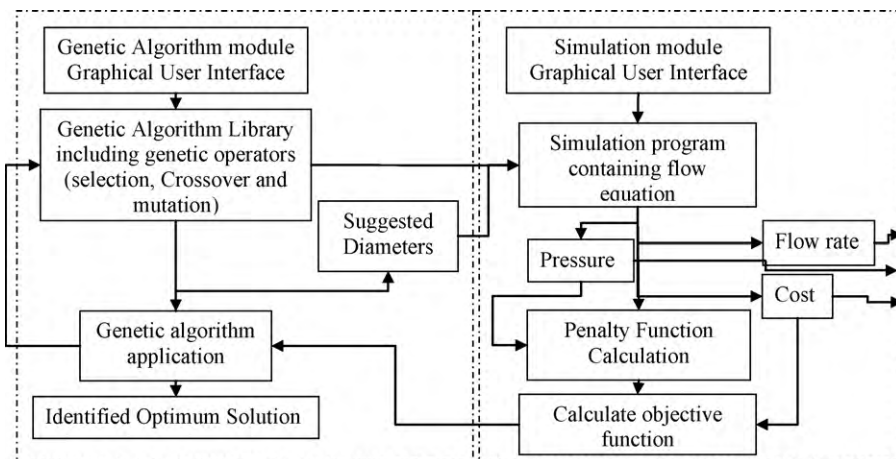 Genetic Algorithm module
Graphical User Interface
Simulation module
Graphical User Interface
Genetic Algorithm Library
including genetic operators
(selection, Crossover and
mutation)
Simulation program
containing flow
equation
Suggested
Diameters
Pressure
Flow rate
Cost
Genetic algorithm
application
Penalty Function
Calculation
Identified Optimum Solution
Calculate objective
function